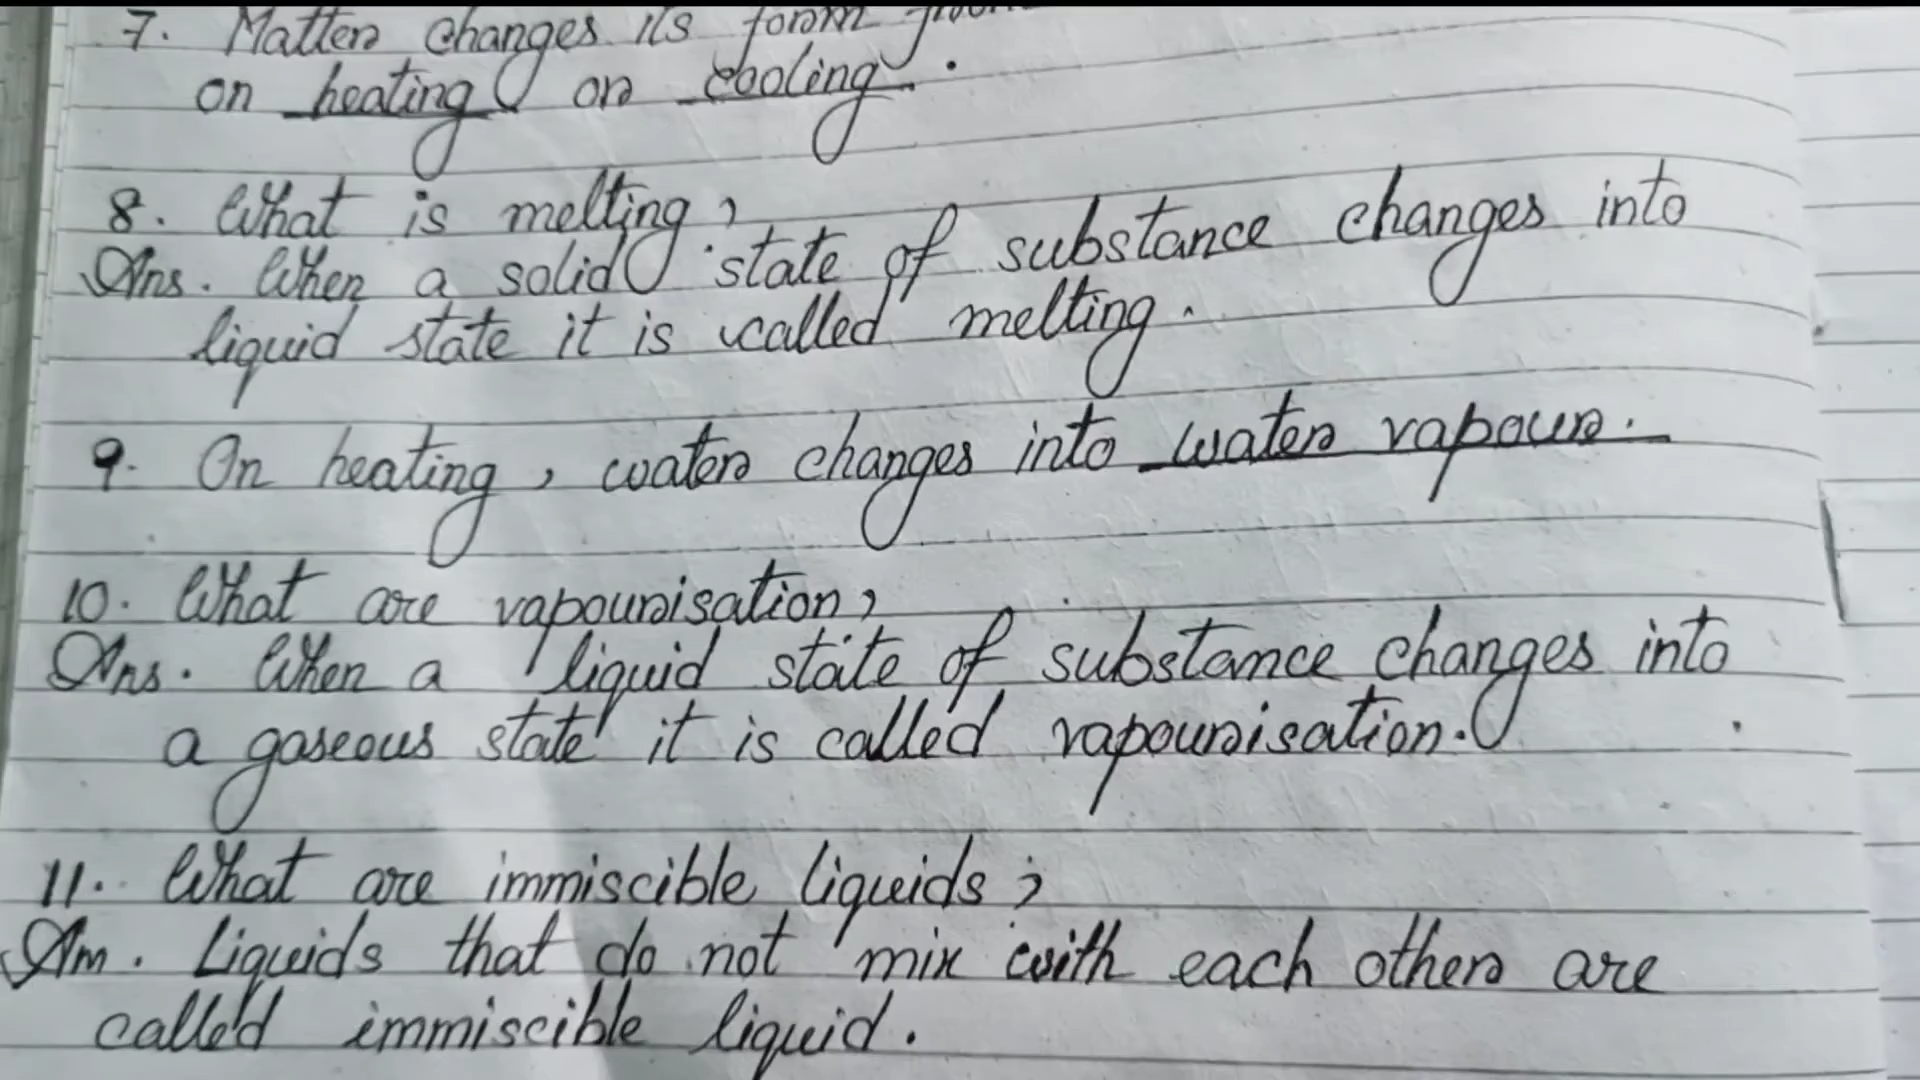 7. Matter changes its form
on heating or cooling.
8. What is melting?
Ans. When a solid state of substance changes into
liquid state it is called melting.
9. On heating, water changes into water vapour.
10. What are vapourisation?
Ans. When a liquid state of substance changes into
a gaseous state it is called vapourisation.
11. What are immiscible liquids?
Ans. Liquids that do not mix with each other are
called immiscible liquid.